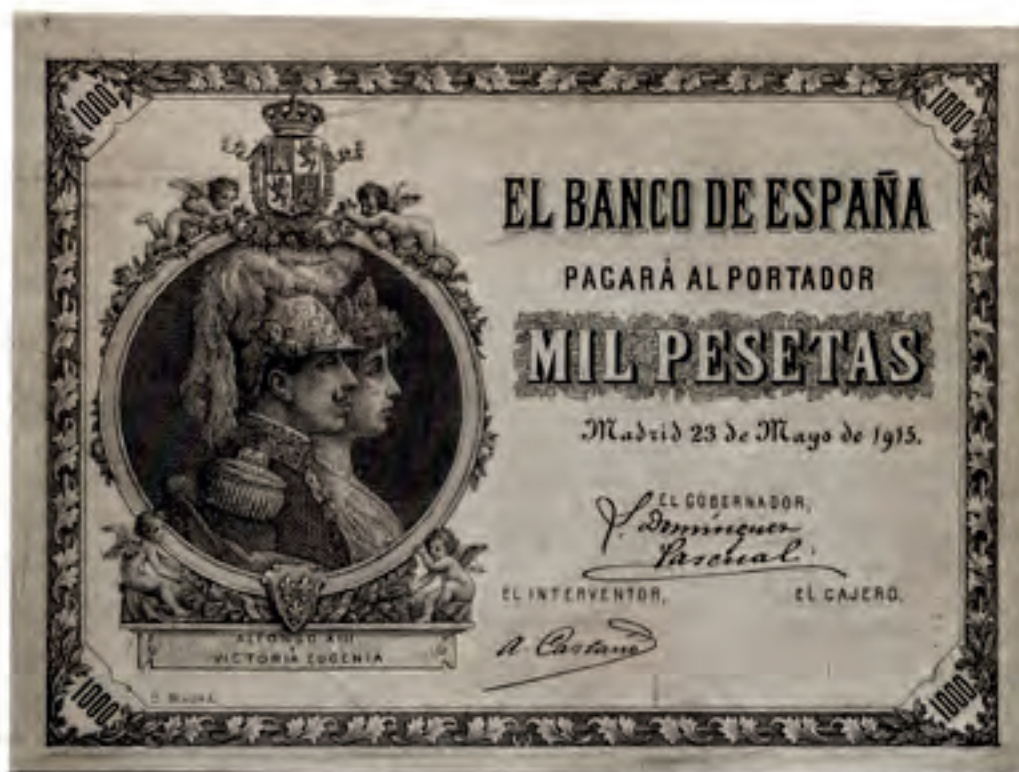 1000
1000
EL BANCO DE ESPAÑA
PAGARÁ AL PORTADOR
MIL PESETAS
Madrid 23 de Mayo de 1915.
EL GOBERNADOR,
Dominguez
Pascual.
EL INTERVENTOR,
EL CAJERO,
A. Castaño
ALFONSO XIII
VICTORIA EUGENIA
1000
1000